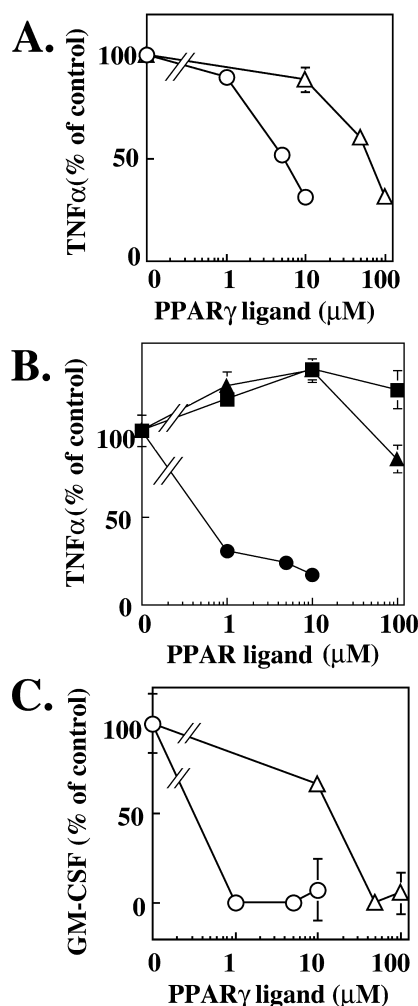 A.
TNFα(% of control)
100
50
0
0 1 10 100
PPARγ ligand (μM)
B.
TNFα(% of control)
100
50
0
0 1 10 100
PPAR ligand (μM)
C.
GM-CSF (% of control)
100
50
0
0 1 10 100
PPARγ ligand (μM)